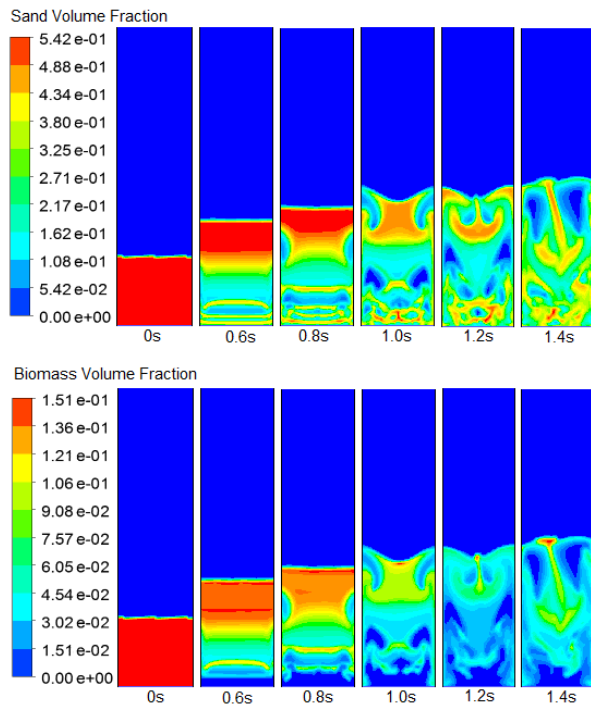 Sand Volume Fraction
5.42 e-01
4.88 e-01
4.34 e-01
3.80 e-01
3.25 e-01
2.71 e-01
2.17 e-01
1.62 e-01
1.08 e-01
5.42 e-02
0.00 e+00
0s 0.6s 0.8s 1.0s 1.2s 1.4s
Biomass Volume Fraction
1.51 e-01
1.36 e-01
1.21 e-01
1.06 e-01
9.08 e-02
7.57 e-02
6.05 e-02
4.54 e-02
3.02 e-02
1.51 e-02
0.00 e+00
0s 0.6s 0.8s 1.0s 1.2s 1.4s